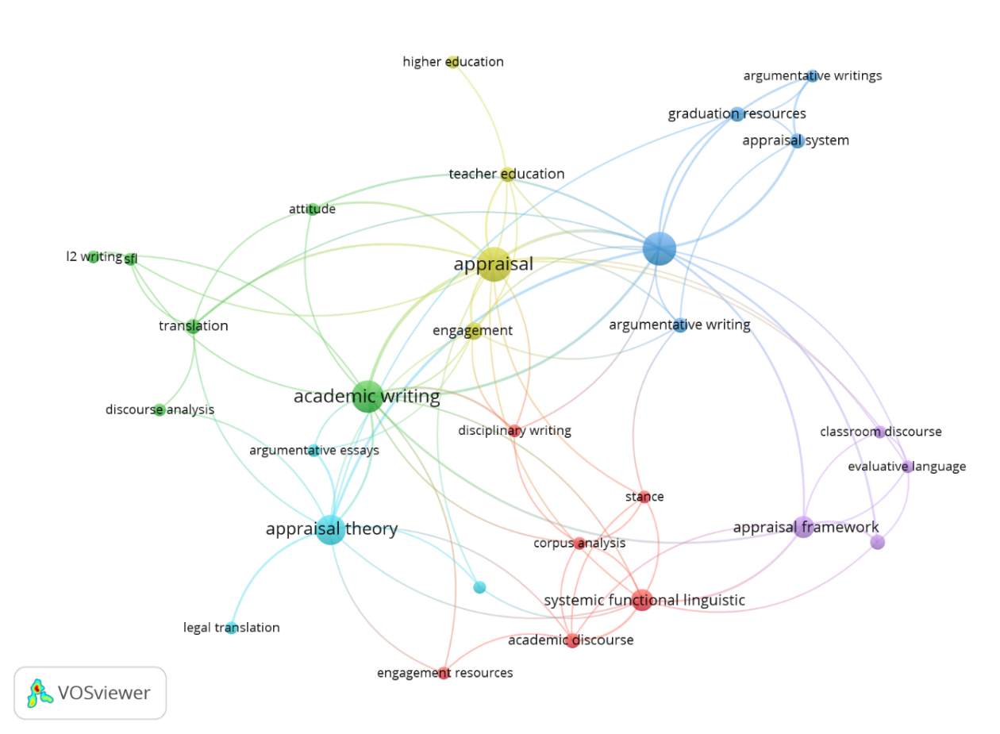 higher education
argumentative writings
graduation resources
appraisal system
teacher education
attitude
l2 writing
sfl
appraisal
translation
engagement
argumentative writing
academic writing
discourse analysis
disciplinary writing
classroom discourse
argumentative essays
evaluative language
stance
appraisal theory
appraisal framework
corpus analysis
systemic functional linguistic
legal translation
academic discourse
engagement resources
VOSviewer